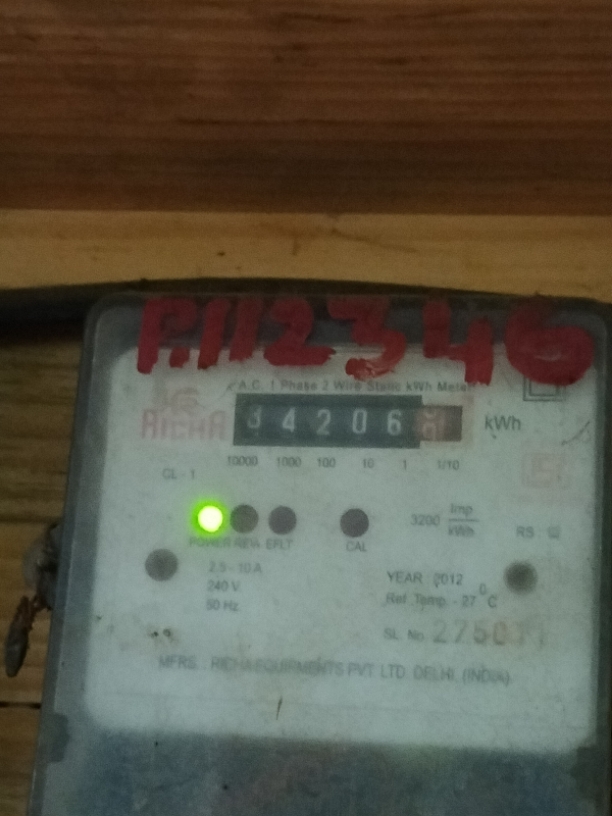 P.112346
A.C. 1 Phase 2 Wire Static kWh Meter
RICHA
34206 kWh
10000 1000 100 10 1 1/10
CL - 1
3200 Imp/kWh
POWER REV. EFLT CAL
RS :
2.5 - 10 A
240 V
50 Hz
YEAR : 2012
Ref. Temp. - 27 °C
SL. No.
MFRS. : RICHA EQUIPMENTS PVT. LTD. DELHI, (INDIA)